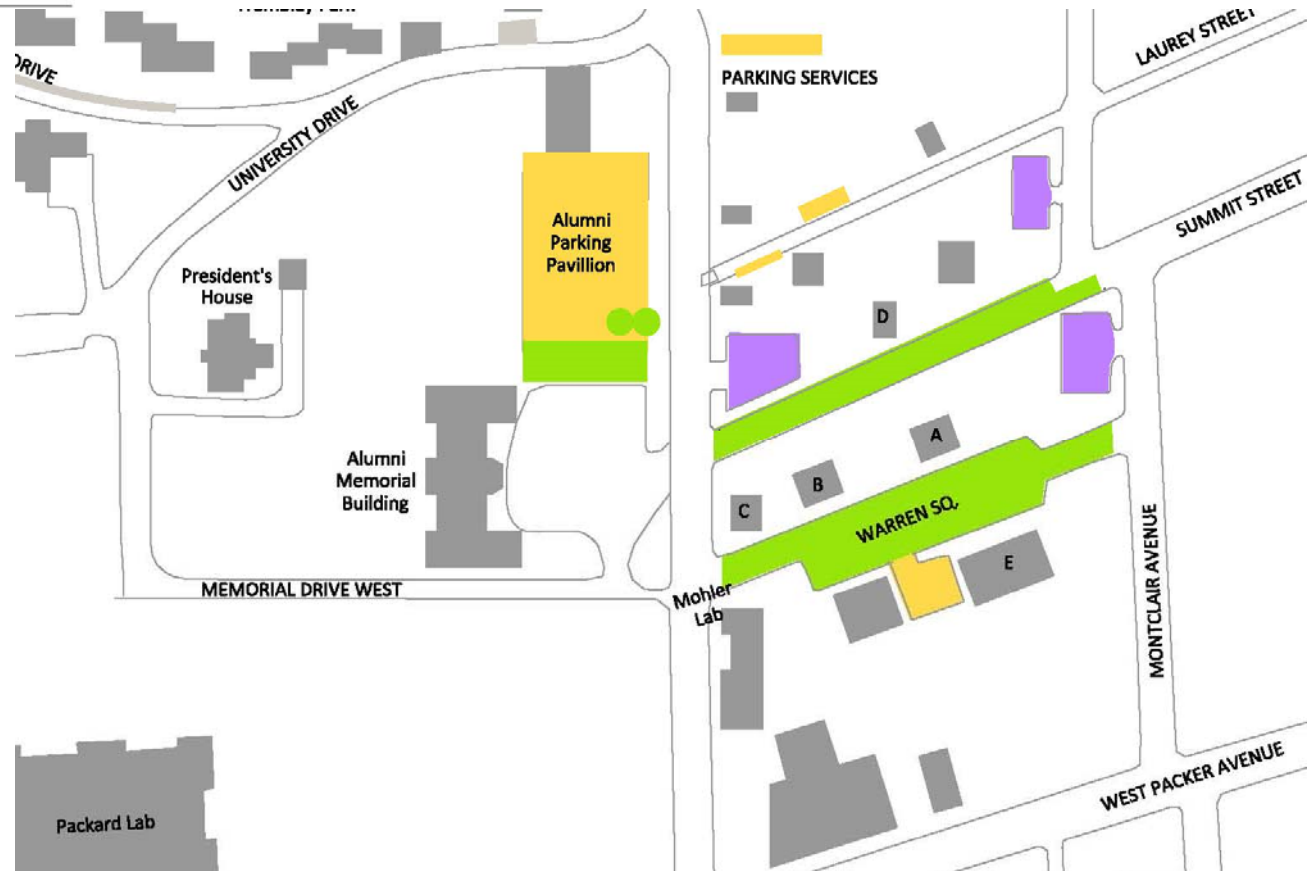 LAUREY STREET
DRIVE
PARKING SERVICES
UNIVERSITY DRIVE
SUMMIT STREET
Alumni
Parking
Pavillion
President's
House
D
A
Alumni
Memorial
Building
B
C
WARREN SQ.
E
MEMORIAL DRIVE WEST
Mohler
Lab
MONTCLAIR AVENUE
WEST PACKER AVENUE
Packard Lab